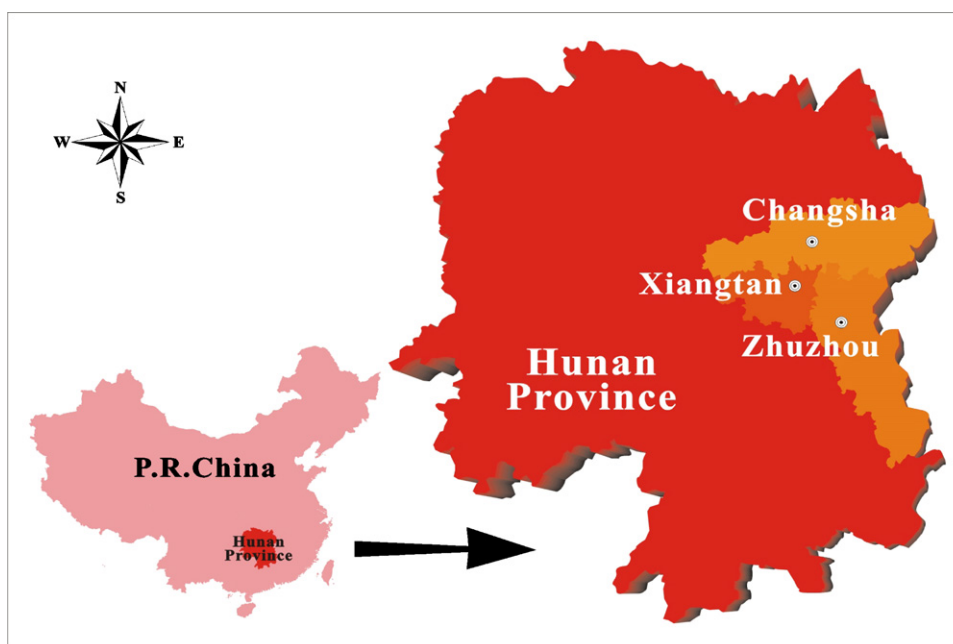 N
W
E
S
Changsha
Xiangtan
Zhuzhou
Hunan
Province
P.R.China
Hunan
Province